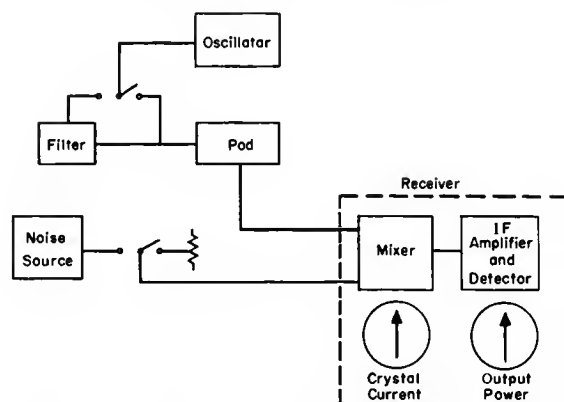 Oscillator
Filter
Pod
Receiver
Noise
Source
Mixer
IF
Amplifier
and
Detector
Crystal
Current
Output
Power